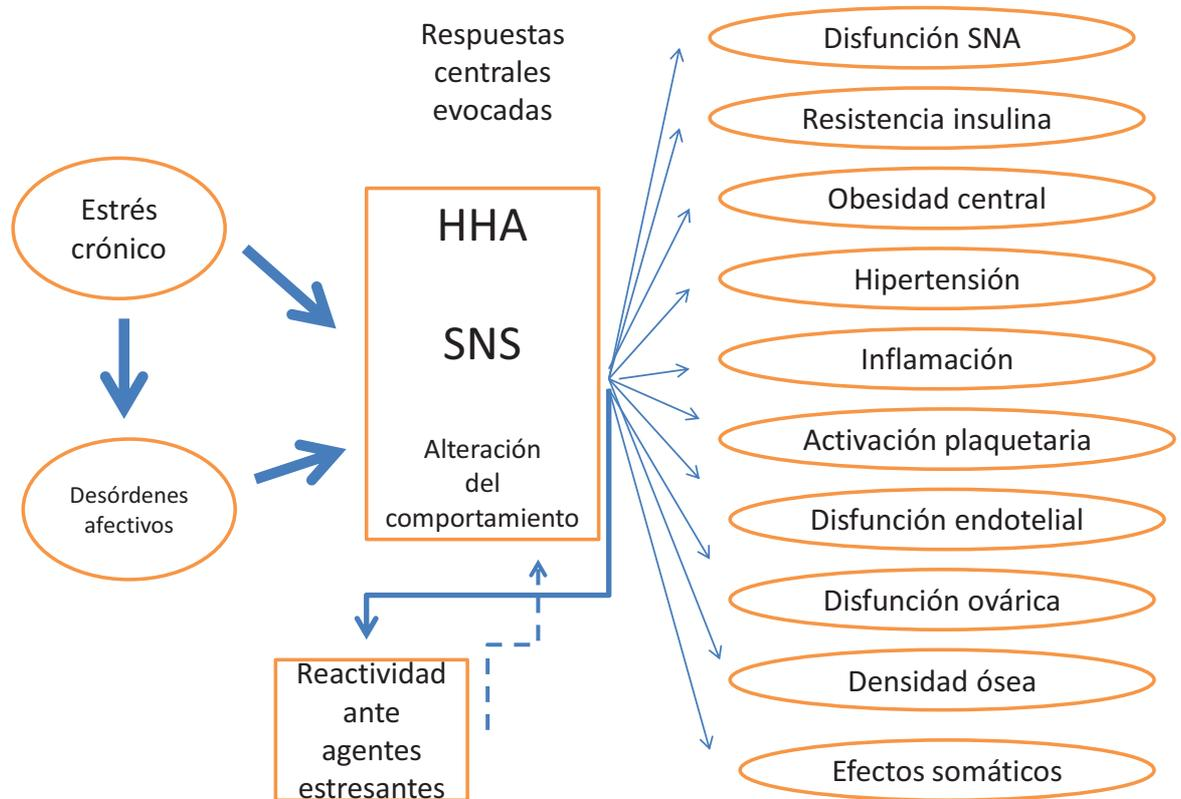 Respuestas
centrales
evocadas
Estrés
crónico
Desórdenes
afectivos
HHA
SNS
Alteración
del
comportamiento
Reactividad
ante
agentes
estresantes
Disfunción SNA
Resistencia insulina
Obesidad central
Hipertensión
Inflamación
Activación plaquetaria
Disfunción endotelial
Disfunción ovárica
Densidad ósea
Efectos somáticos